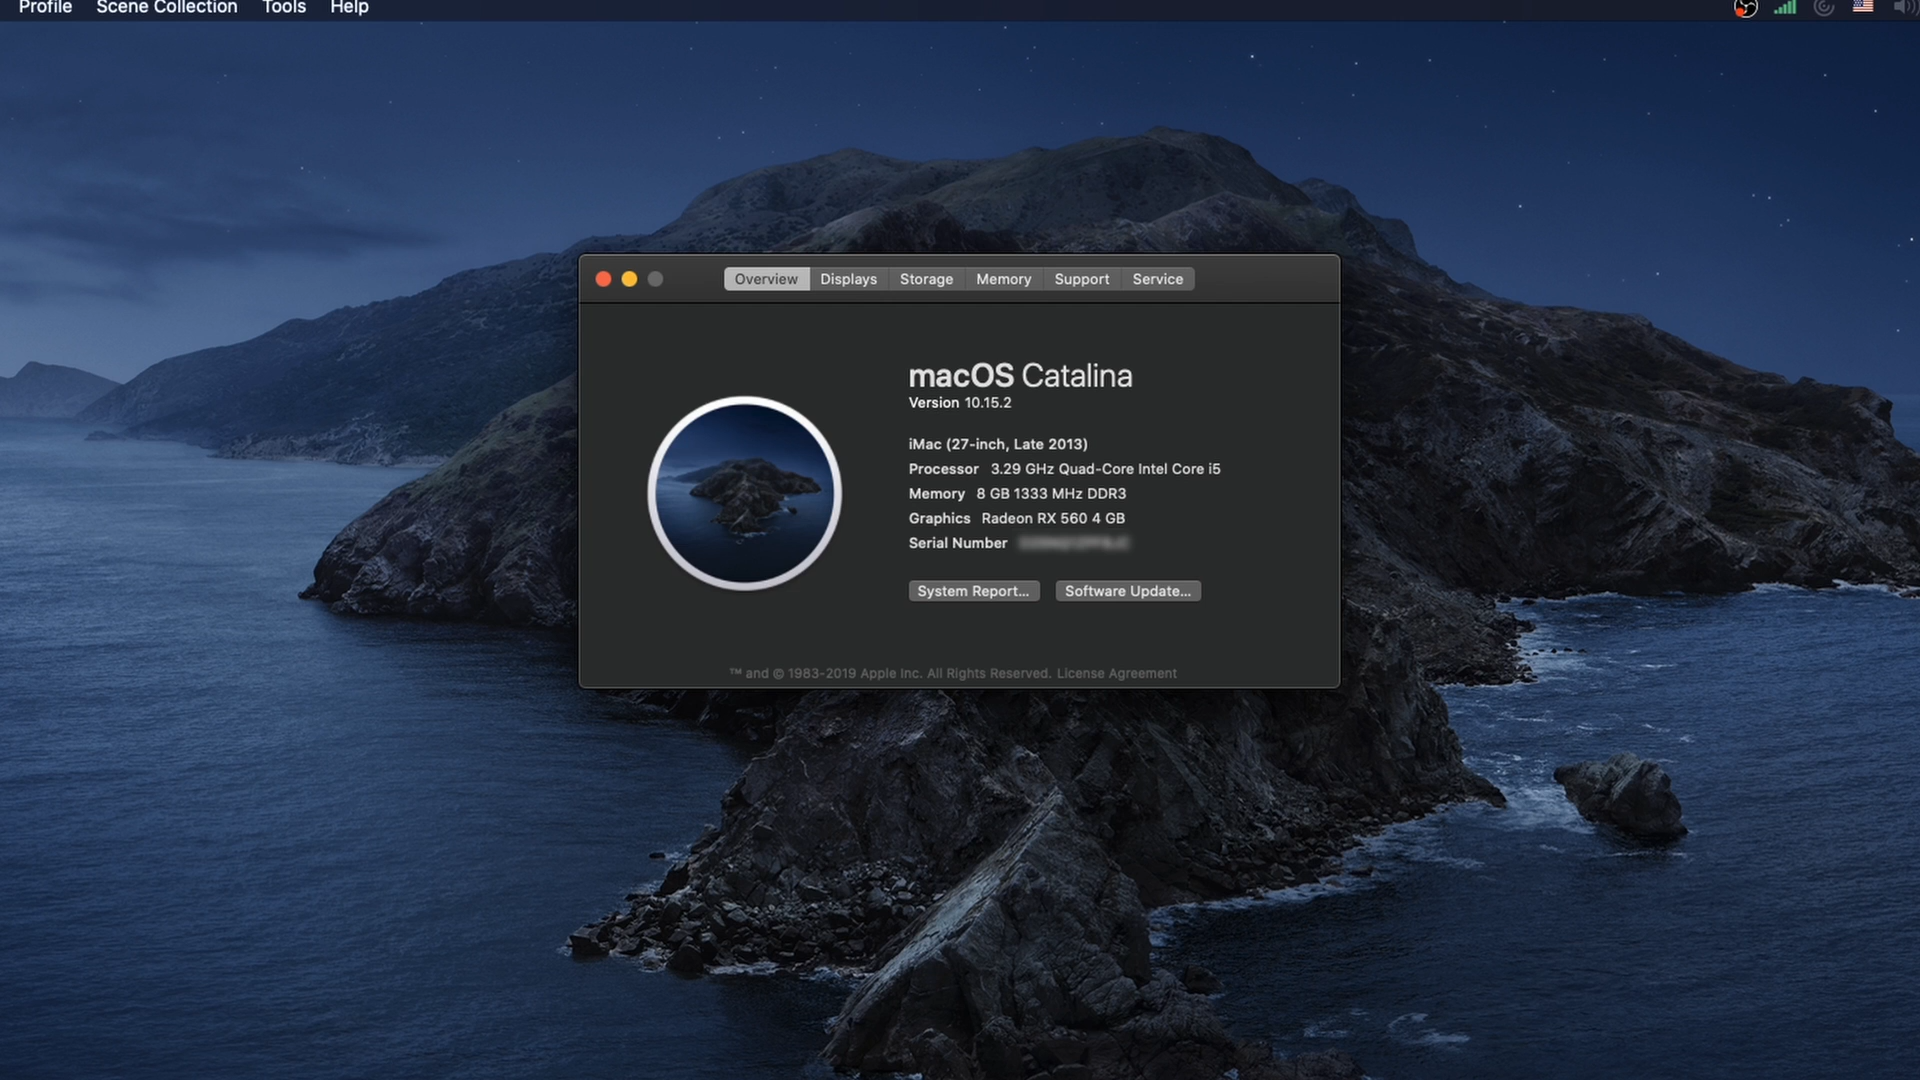 Profile Scene Collection Tools Help
Overview Displays Storage Memory Support Service
macOS Catalina
Version 10.15.2
iMac (27-inch, Late 2013)
Processor 3.29 GHz Quad-Core Intel Core i5
Memory 8 GB 1333 MHz DDR3
Graphics Radeon RX 560 4 GB
Serial Number
System Report... Software Update...
™ and © 1983-2019 Apple Inc. All Rights Reserved. License Agreement